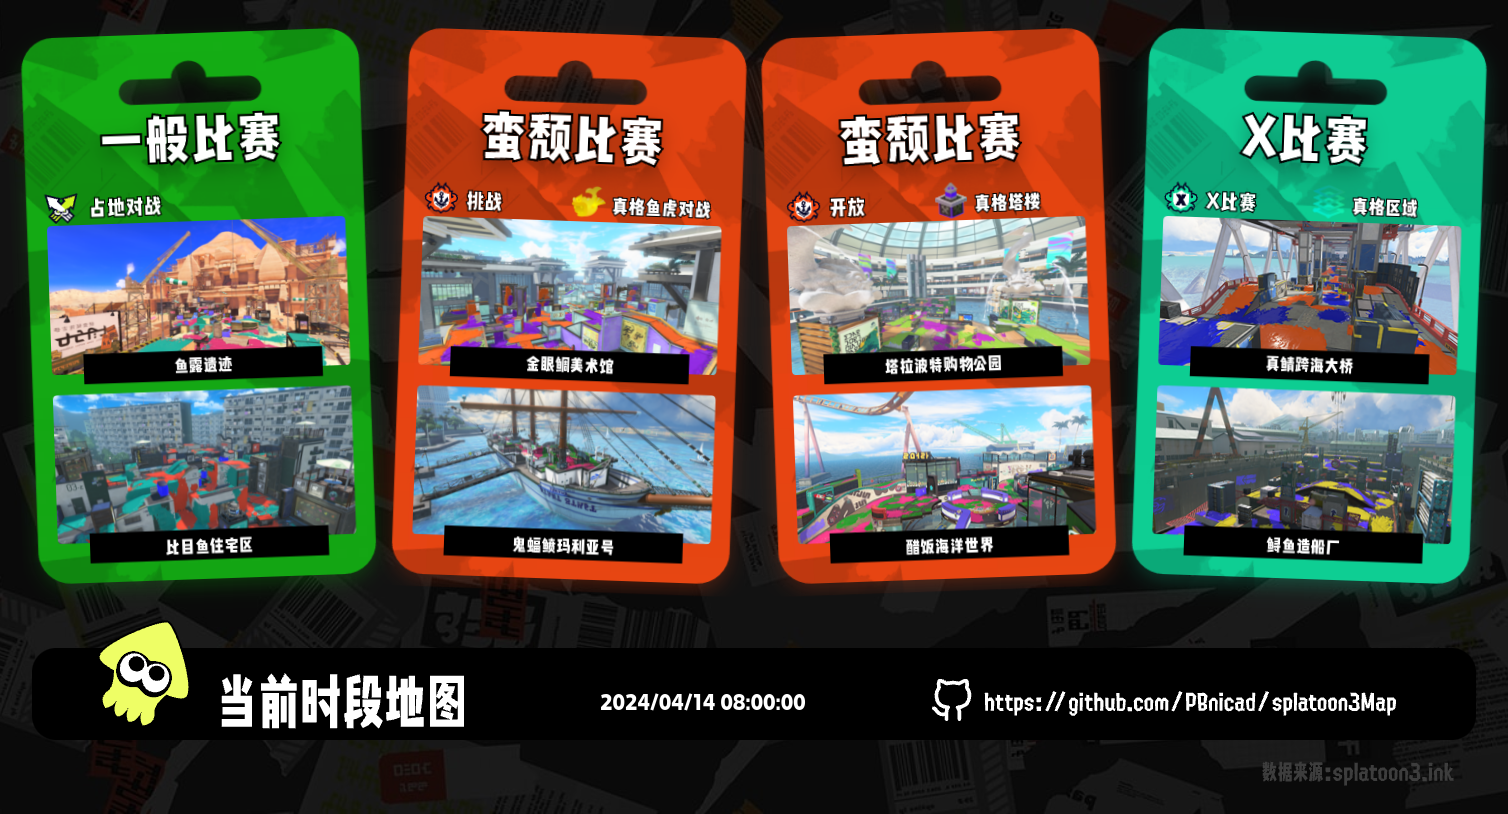 一般比赛
占地对战
鱼露遗迹
比目鱼住宅区
蛮颓比赛
挑战
真格鱼虎对战
金眼鲷美术馆
鬼蝠鲼玛利亚号
蛮颓比赛
开放
真格塔楼
塔拉波特购物公园
醋饭海洋世界
X比赛
X比赛
真格区域
真鲭跨海大桥
鲟鱼造船厂
当前时段地图
2024/04/14 08:00:00
https://github.com/PBnicad/splatoon3Map
数据来源:splatoon3.ink